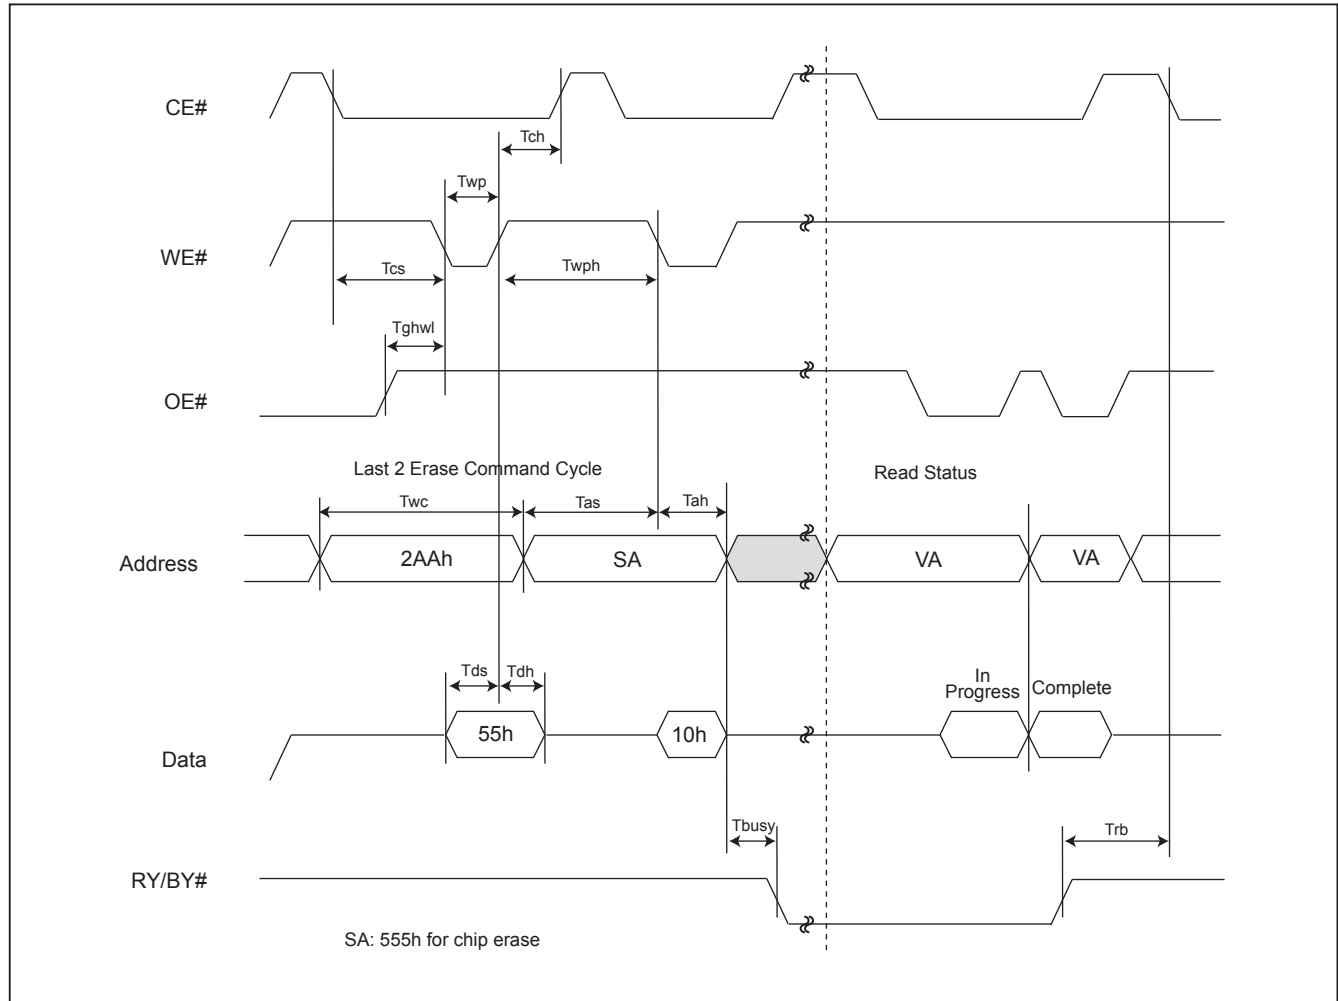 CE#
Tch
Twp
WE#
Tcs
Twph
Tghwl
OE#
Last 2 Erase Command Cycle
Read Status
Twc
Tas
Tah
Address
2AAh
SA
VA
VA
Tds
Tdh
In
Progress
Complete
55h
10h
Data
Tbusy
Trb
RY/BY#
SA: 555h for chip erase